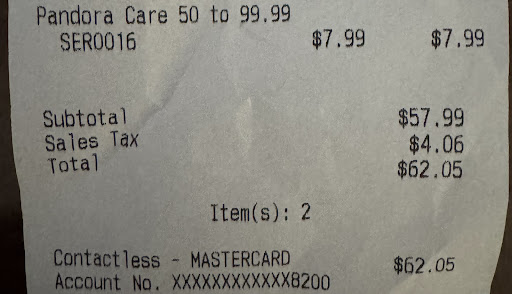 Pandora Care 50 to 99.99
SER0016 $7.99 $7.99
Subtotal $57.99
Sales Tax $4.06
Total $62.05
Item(s): 2
Contactless - MASTERCARD $62.05
Account No. XXXXXXXXXXXX8200